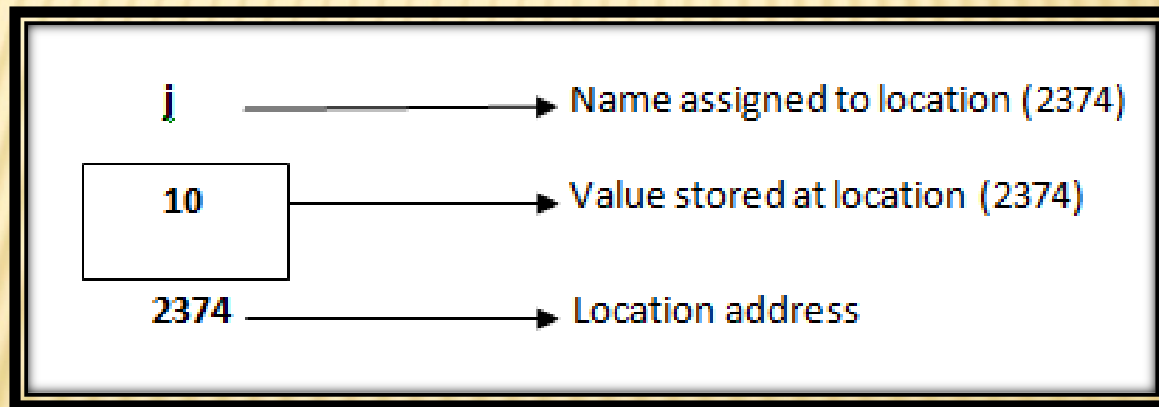 j Name assigned to location (2374)
10 Value stored at location (2374)
2374 Location address